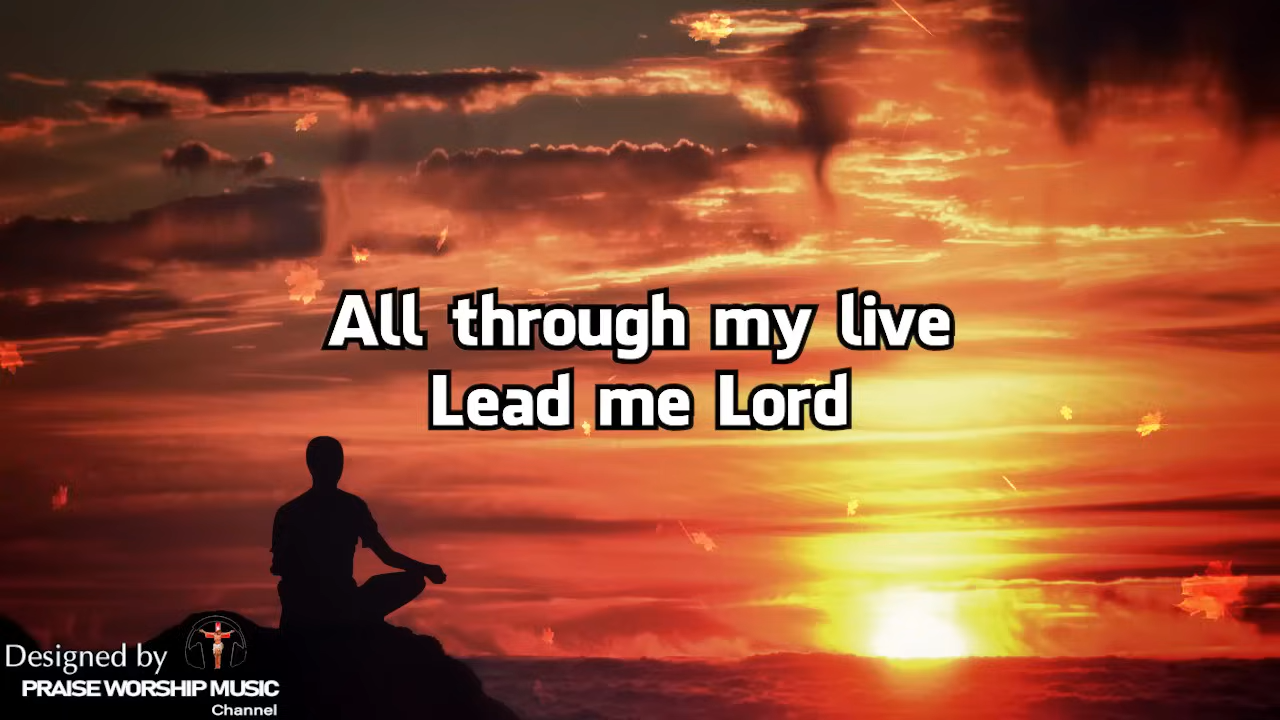 All through my live
Lead me Lord
Designed by
PRAISE WORSHIP MUSIC
Channel